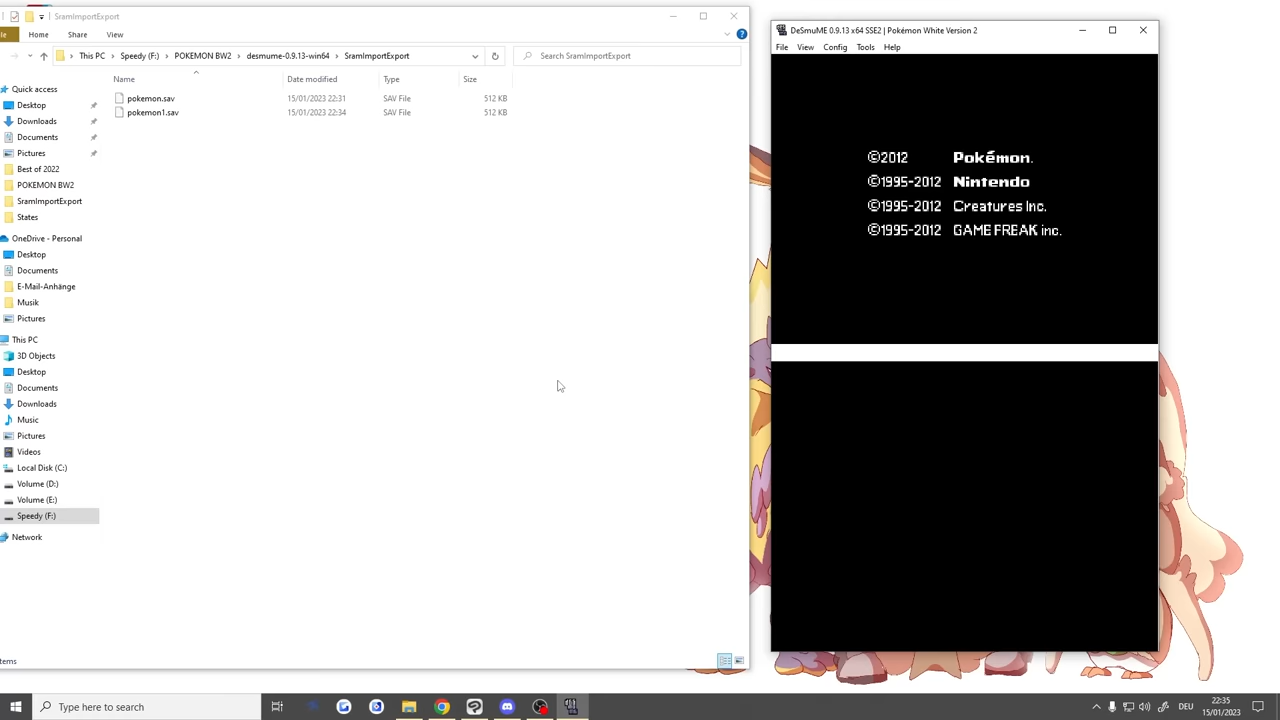 SramImportExport
Home Share View
This PC > Speedy (F:) > POKEMON BW2 > desmume-0.9.13-win64 > SramImportExport
Search SramImportExport
Name Date modified Type Size
pokemon.sav 15/01/2023 22:31 SAV File 512 KB
pokemon1.sav 15/01/2023 22:34 SAV File 512 KB
Quick access
Desktop
Downloads
Documents
Pictures
Best of 2022
POKEMON BW2
SramImportExport
States
OneDrive - Personal
Desktop
Documents
E-Mail-Anhänge
Musik
Pictures
This PC
3D Objects
Desktop
Documents
Downloads
Music
Pictures
Videos
Local Disk (C:)
Volume (D:)
Volume (E:)
Speedy (F:)
Network
DeSmuME 0.9.13 x64 SSE2 | Pokémon White Version 2
File View Config Tools Help
©2012 Pokémon.
©1995-2012 Nintendo
©1995-2012 Creatures Inc.
©1995-2012 GAME FREAK inc.
Type here to search
DEU
22:35
15/01/2023